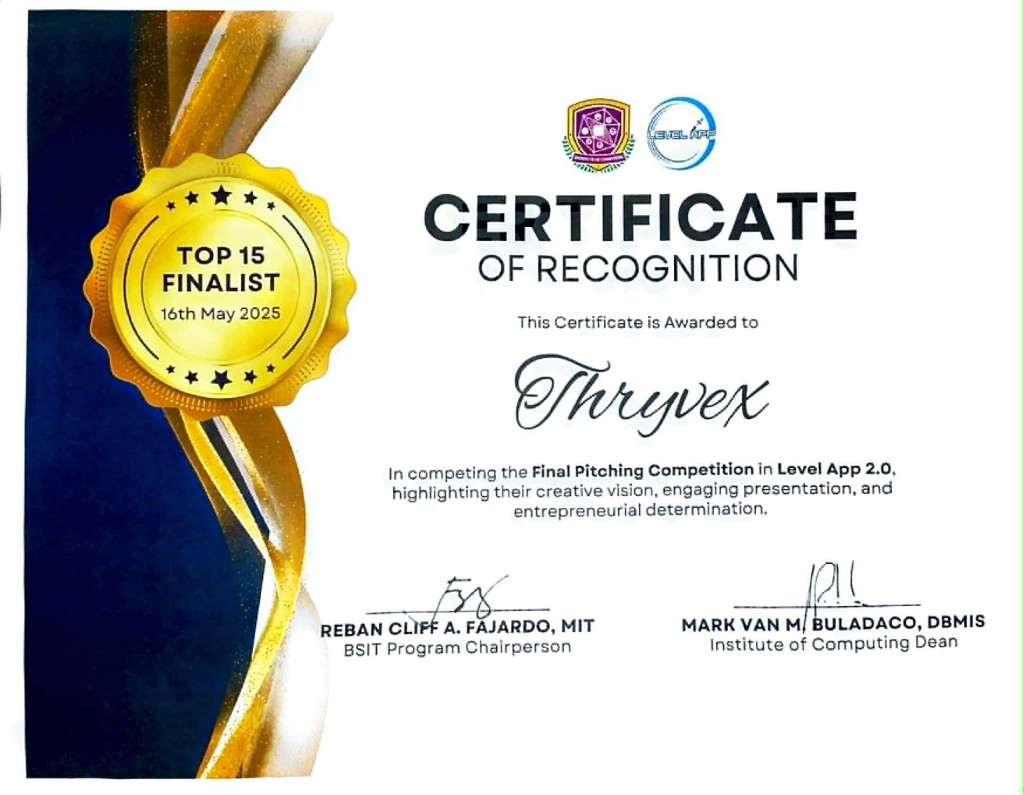 LEVEL APP
CERTIFICATE
OF RECOGNITION
TOP 15
FINALIST
16th May 2025
This Certificate is Awarded to
Thryvex
In competing the Final Pitching Competition in Level App 2.0,
highlighting their creative vision, engaging presentation, and
entrepreneurial determination.
REBAN CLIFF A. FAJARDO, MIT
BSIT Program Chairperson
MARK VAN M. BULADACO, DBMIS
Institute of Computing Dean